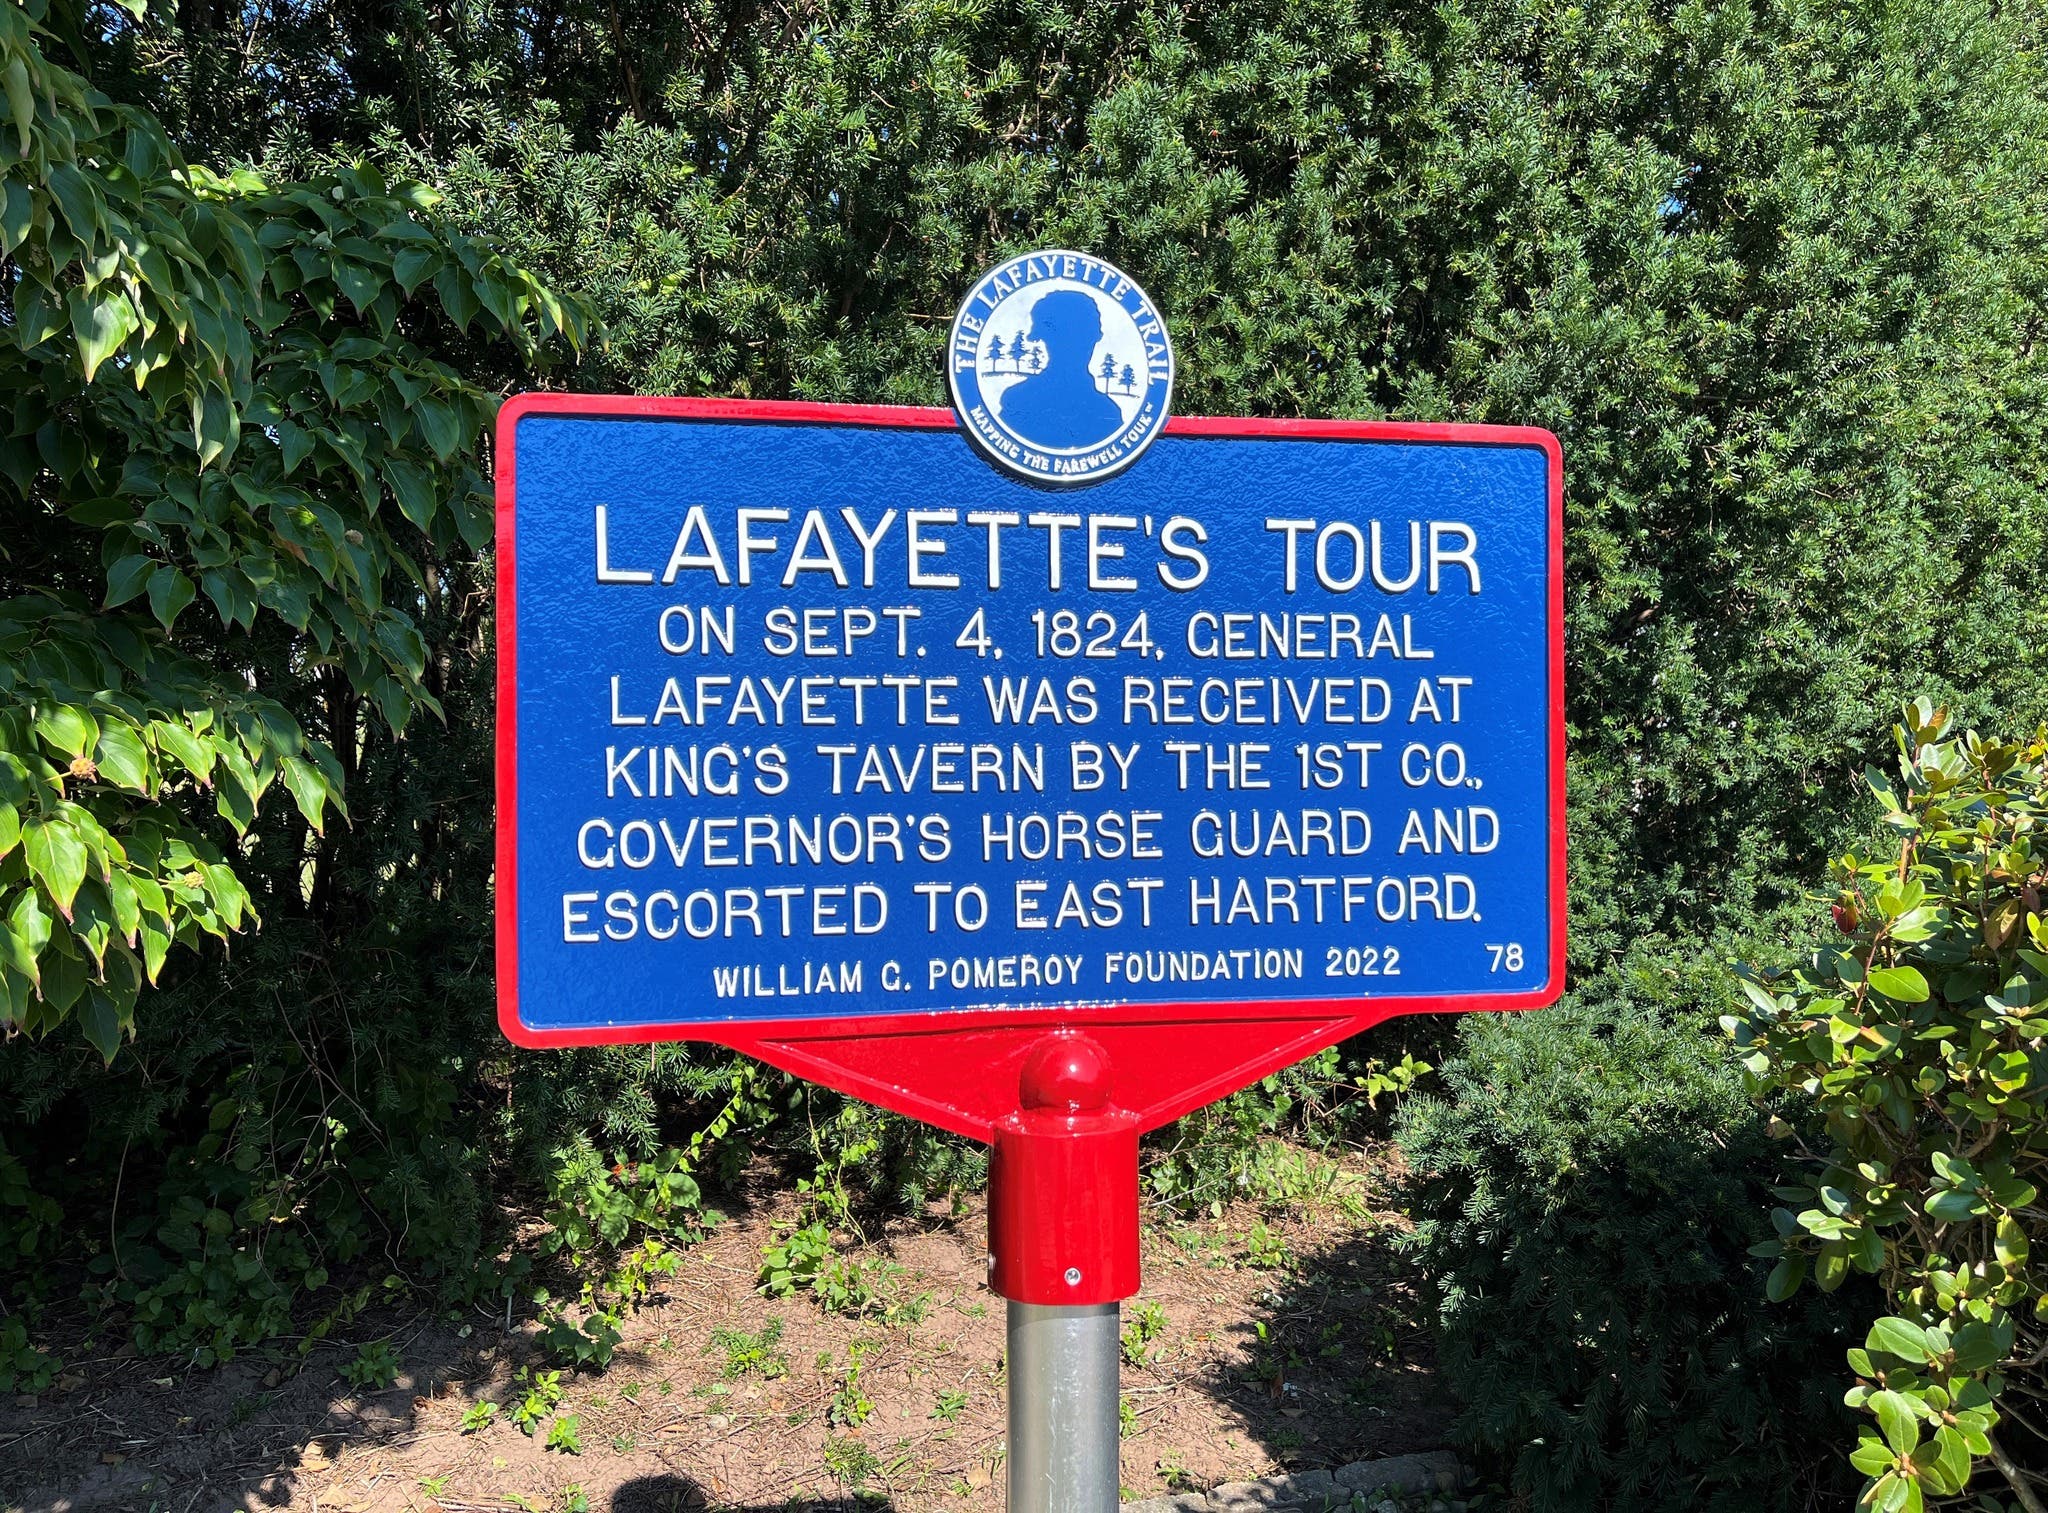 THE LAFAYETTE TRAIL
MAPPING THE FAREWELL TOUR™
LAFAYETTE'S TOUR
ON SEPT. 4, 1824, GENERAL
LAFAYETTE WAS RECEIVED AT
KING'S TAVERN BY THE 1ST CO.,
GOVERNOR'S HORSE GUARD AND
ESCORTED TO EAST HARTFORD.
WILLIAM G. POMEROY FOUNDATION 2022 78